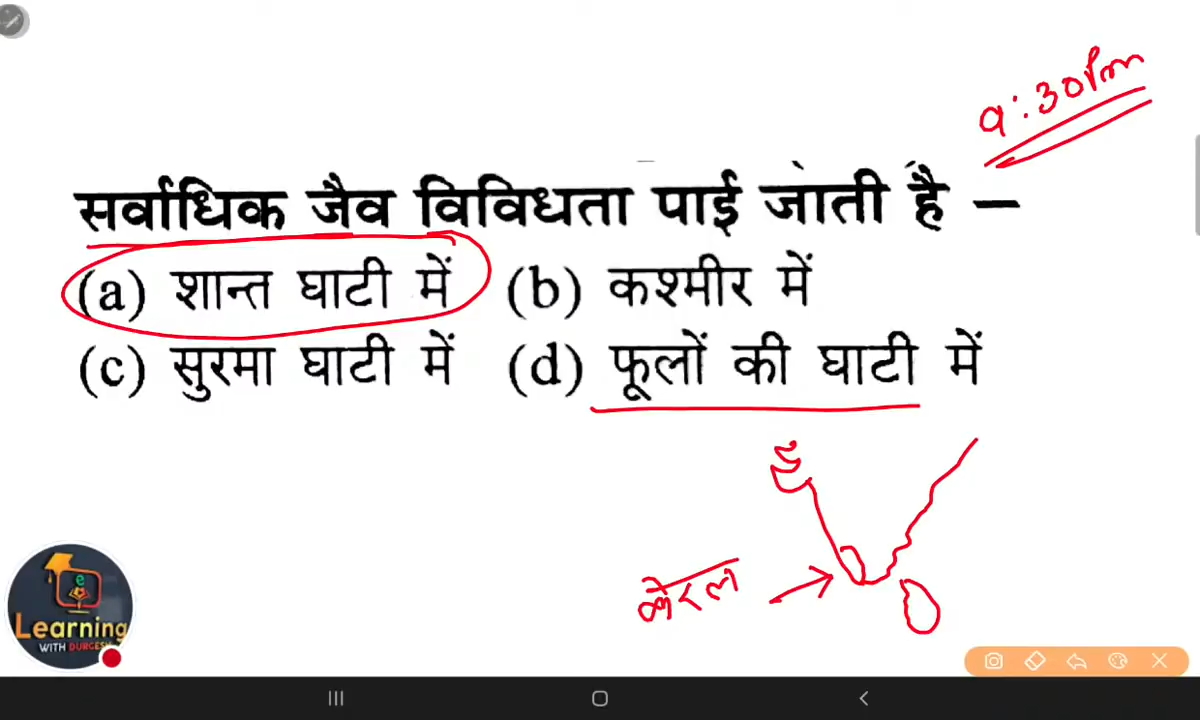 9:30Pm
सर्वाधिक जैव विविधता पाई जाती है –
(a) शान्त घाटी में (b) कश्मीर में
(c) सुरमा घाटी में (d) फूलों की घाटी में
केरल
e
Learning
WITH DURGESH